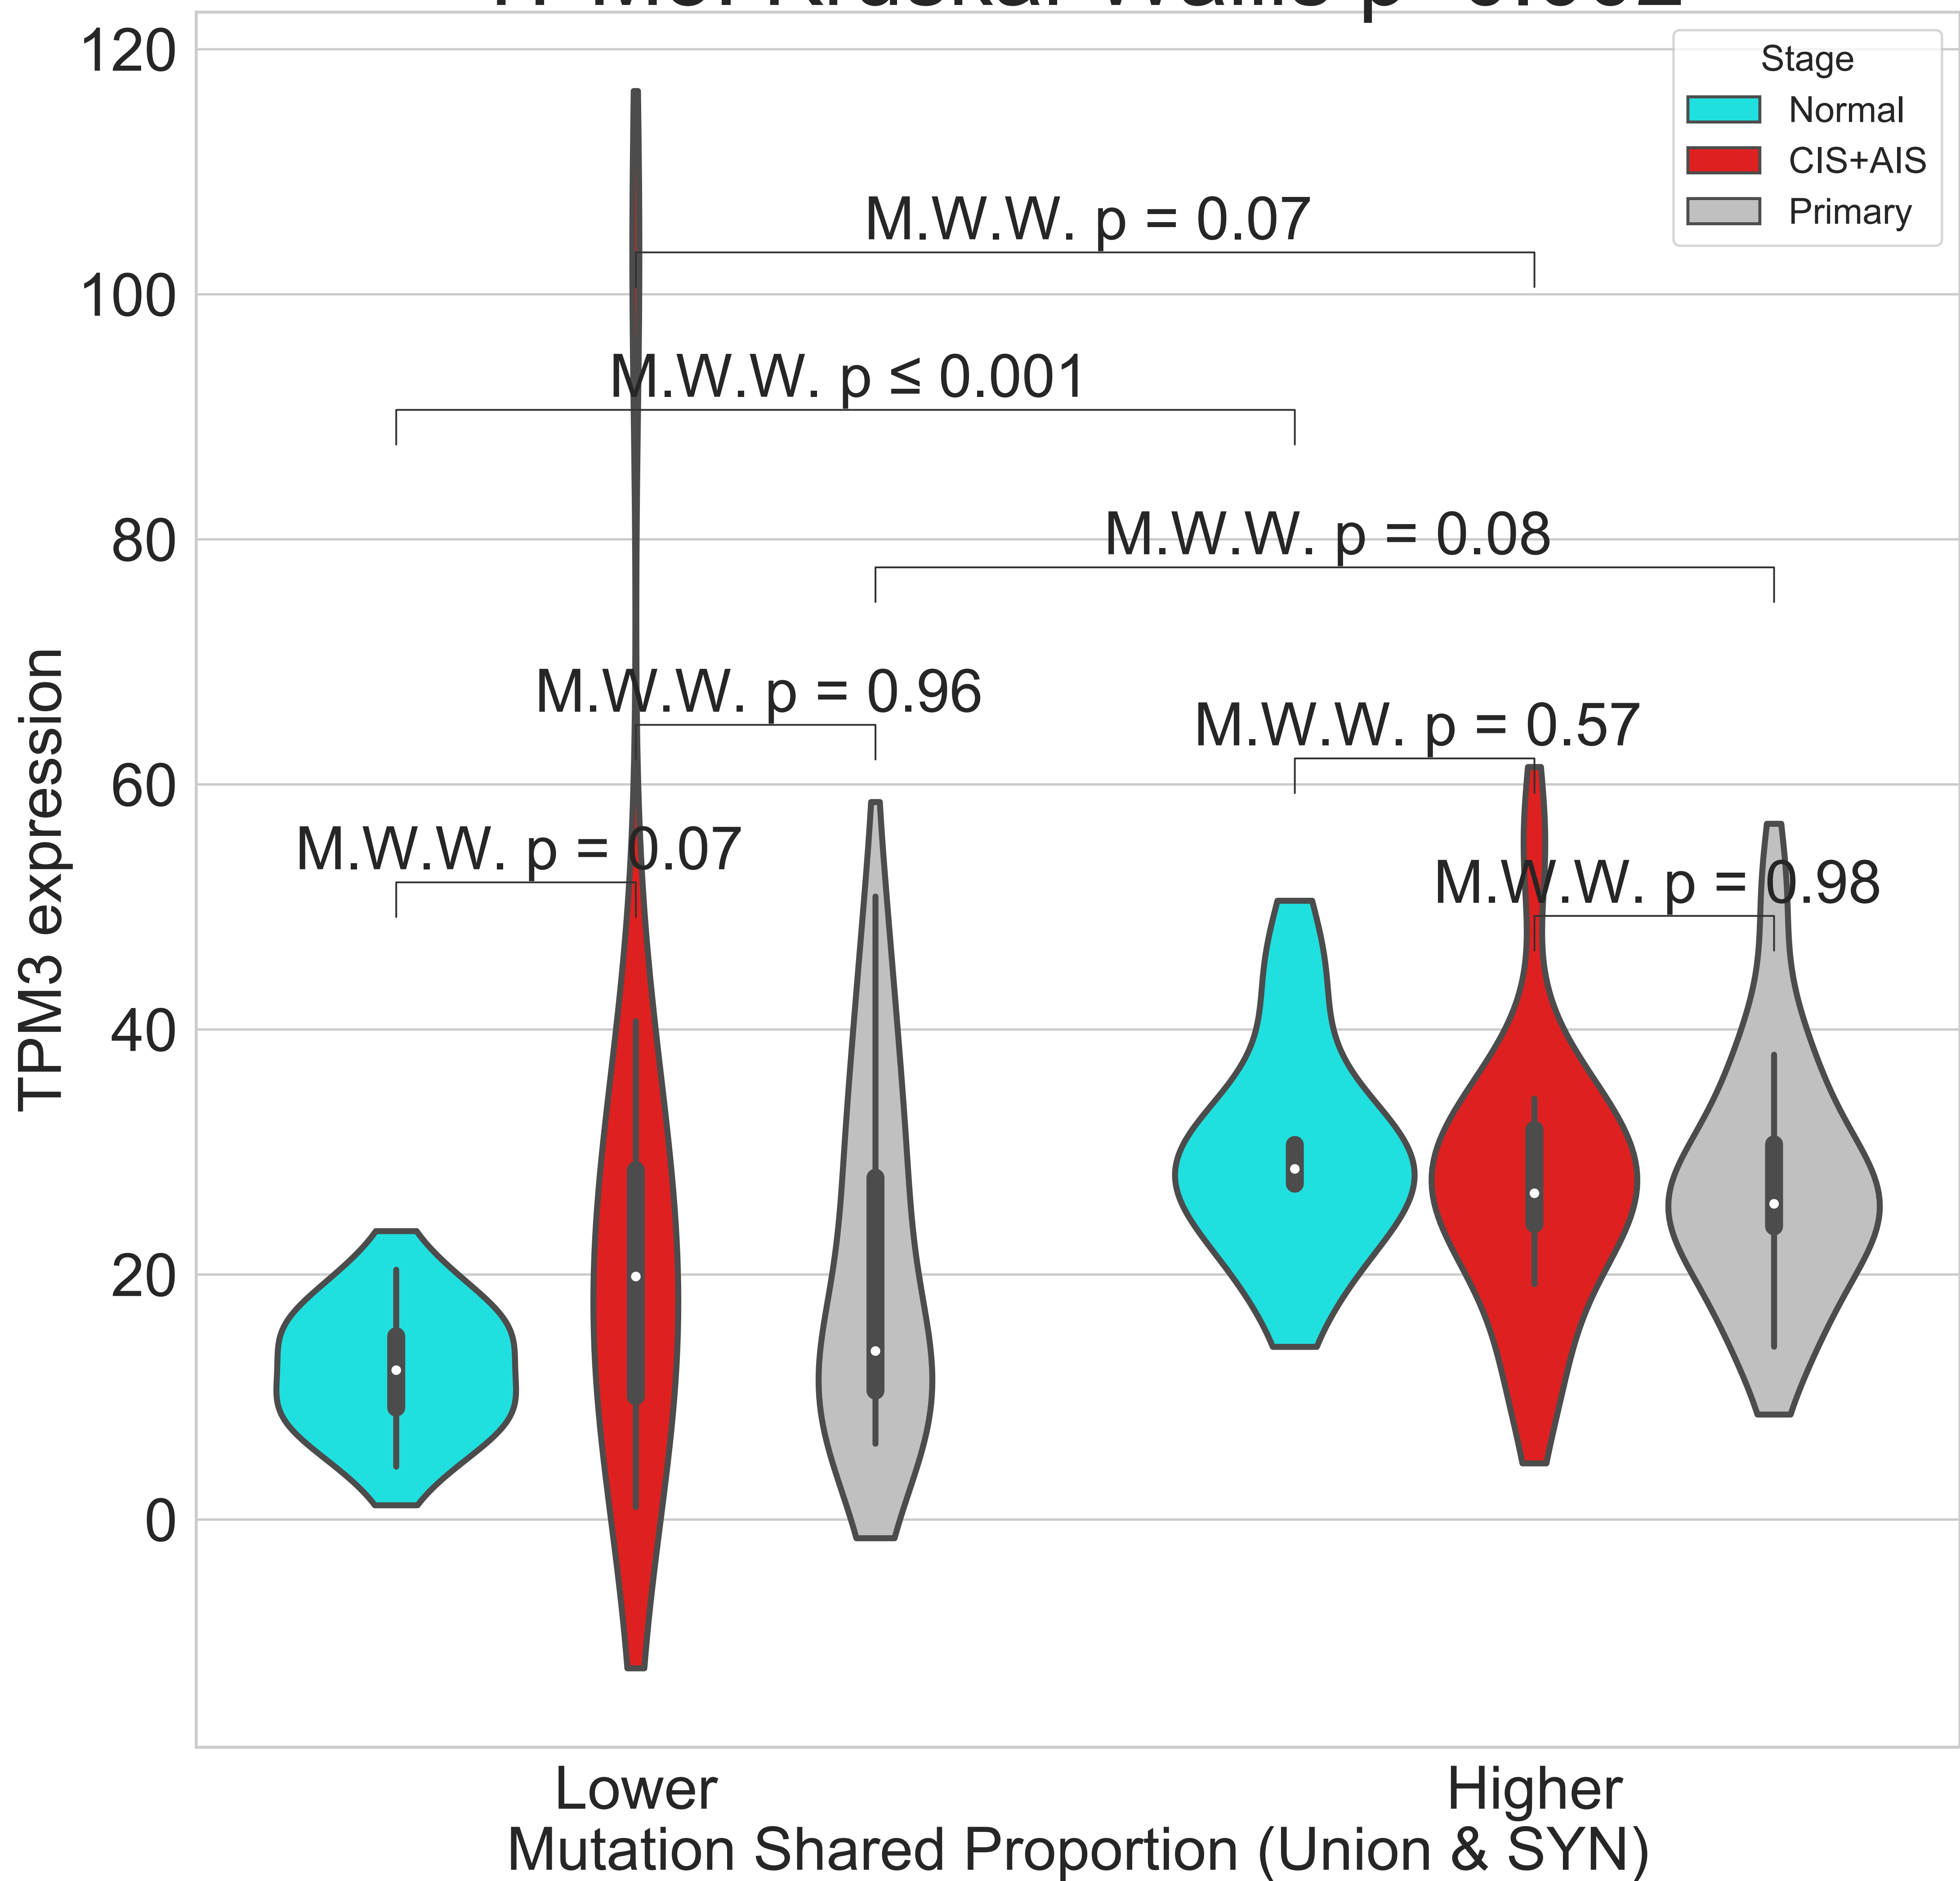 120
100
80
60
40
20
0
TPM3 expression
Stage
Normal
CIS+AIS
Primary
M.W.W. p = 0.07
M.W.W. p ≤ 0.001
M.W.W. p = 0.08
M.W.W. p = 0.96
M.W.W. p = 0.57
M.W.W. p = 0.07
M.W.W. p = 0.98
Lower
Higher
Mutation Shared Proportion (Union & SYN)